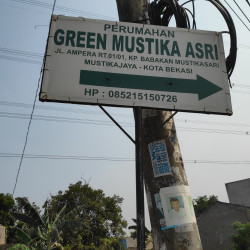 PERUMAHAN
GREEN MUSTIKA ASRI
JL. AMPERA RT.01/01, KP. BABAKAN MUSTIKASARI
MUSTIKAJAYA - KOTA BEKASI
HP : 085215150726